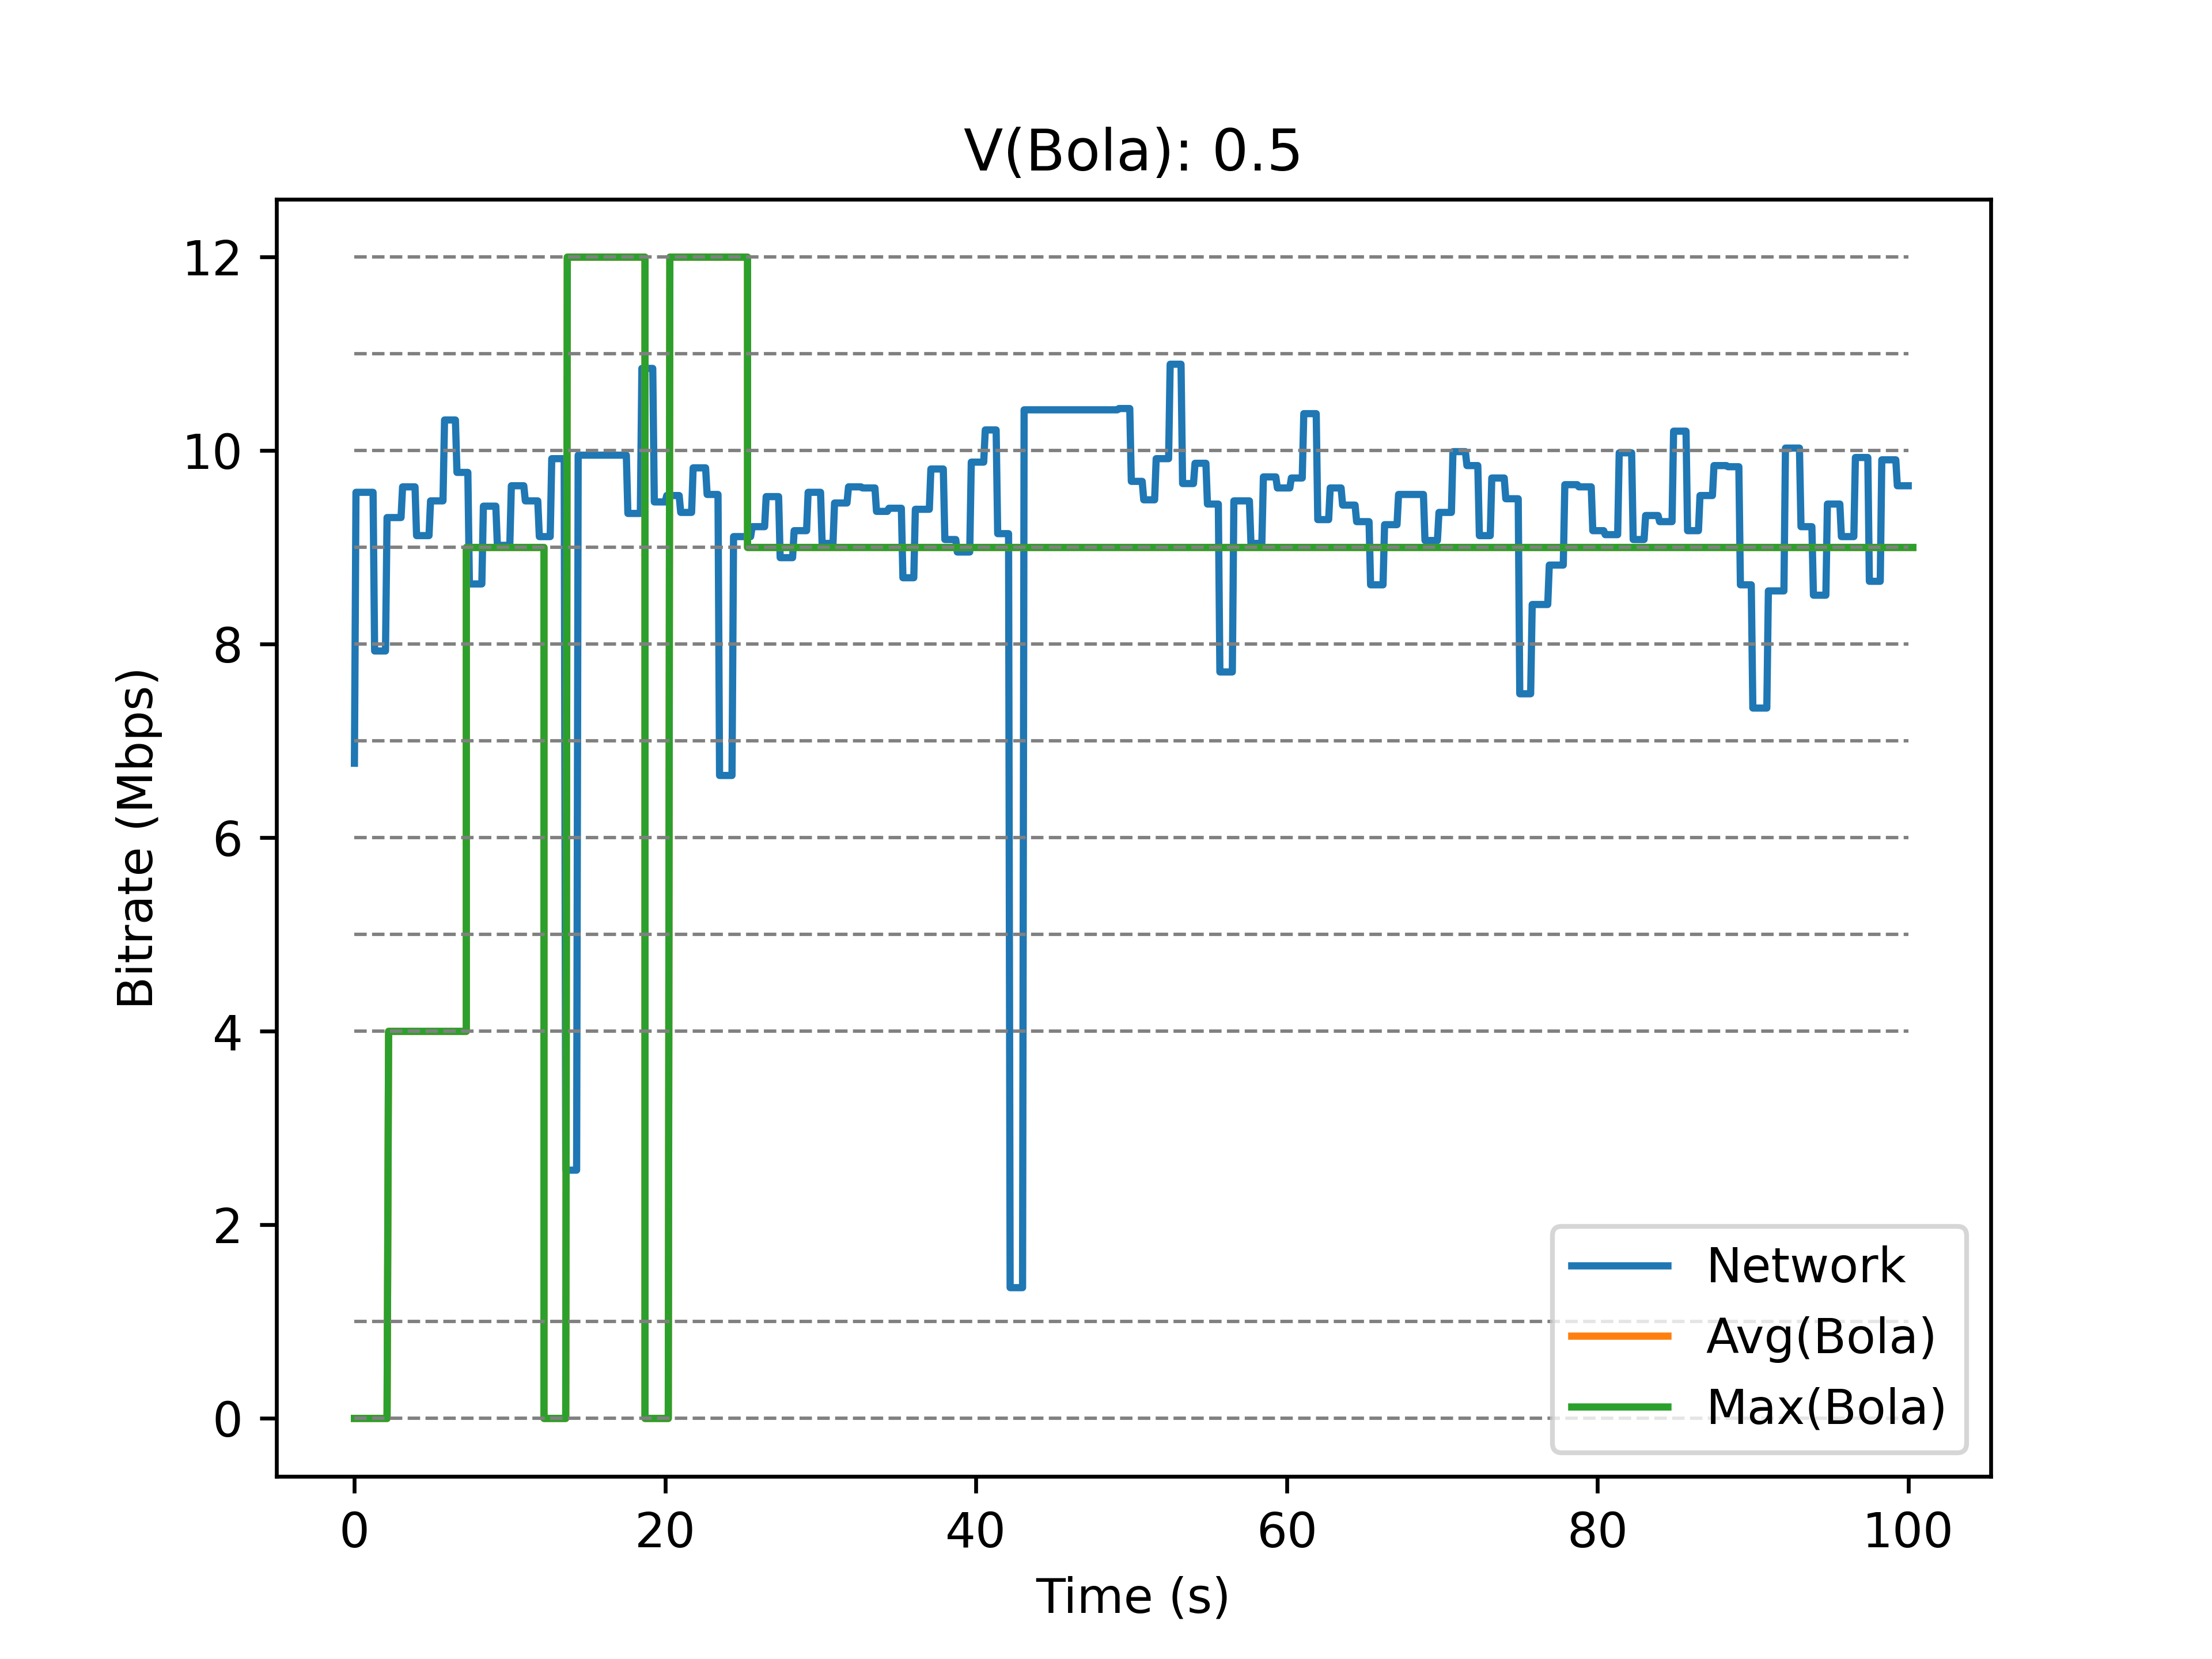 V(Bola): 0.5
Bitrate (Mbps)
12
10
8
6
4
2
0
Network
Avg(Bola)
Max(Bola)
0 20 40 60 80 100
Time (s)